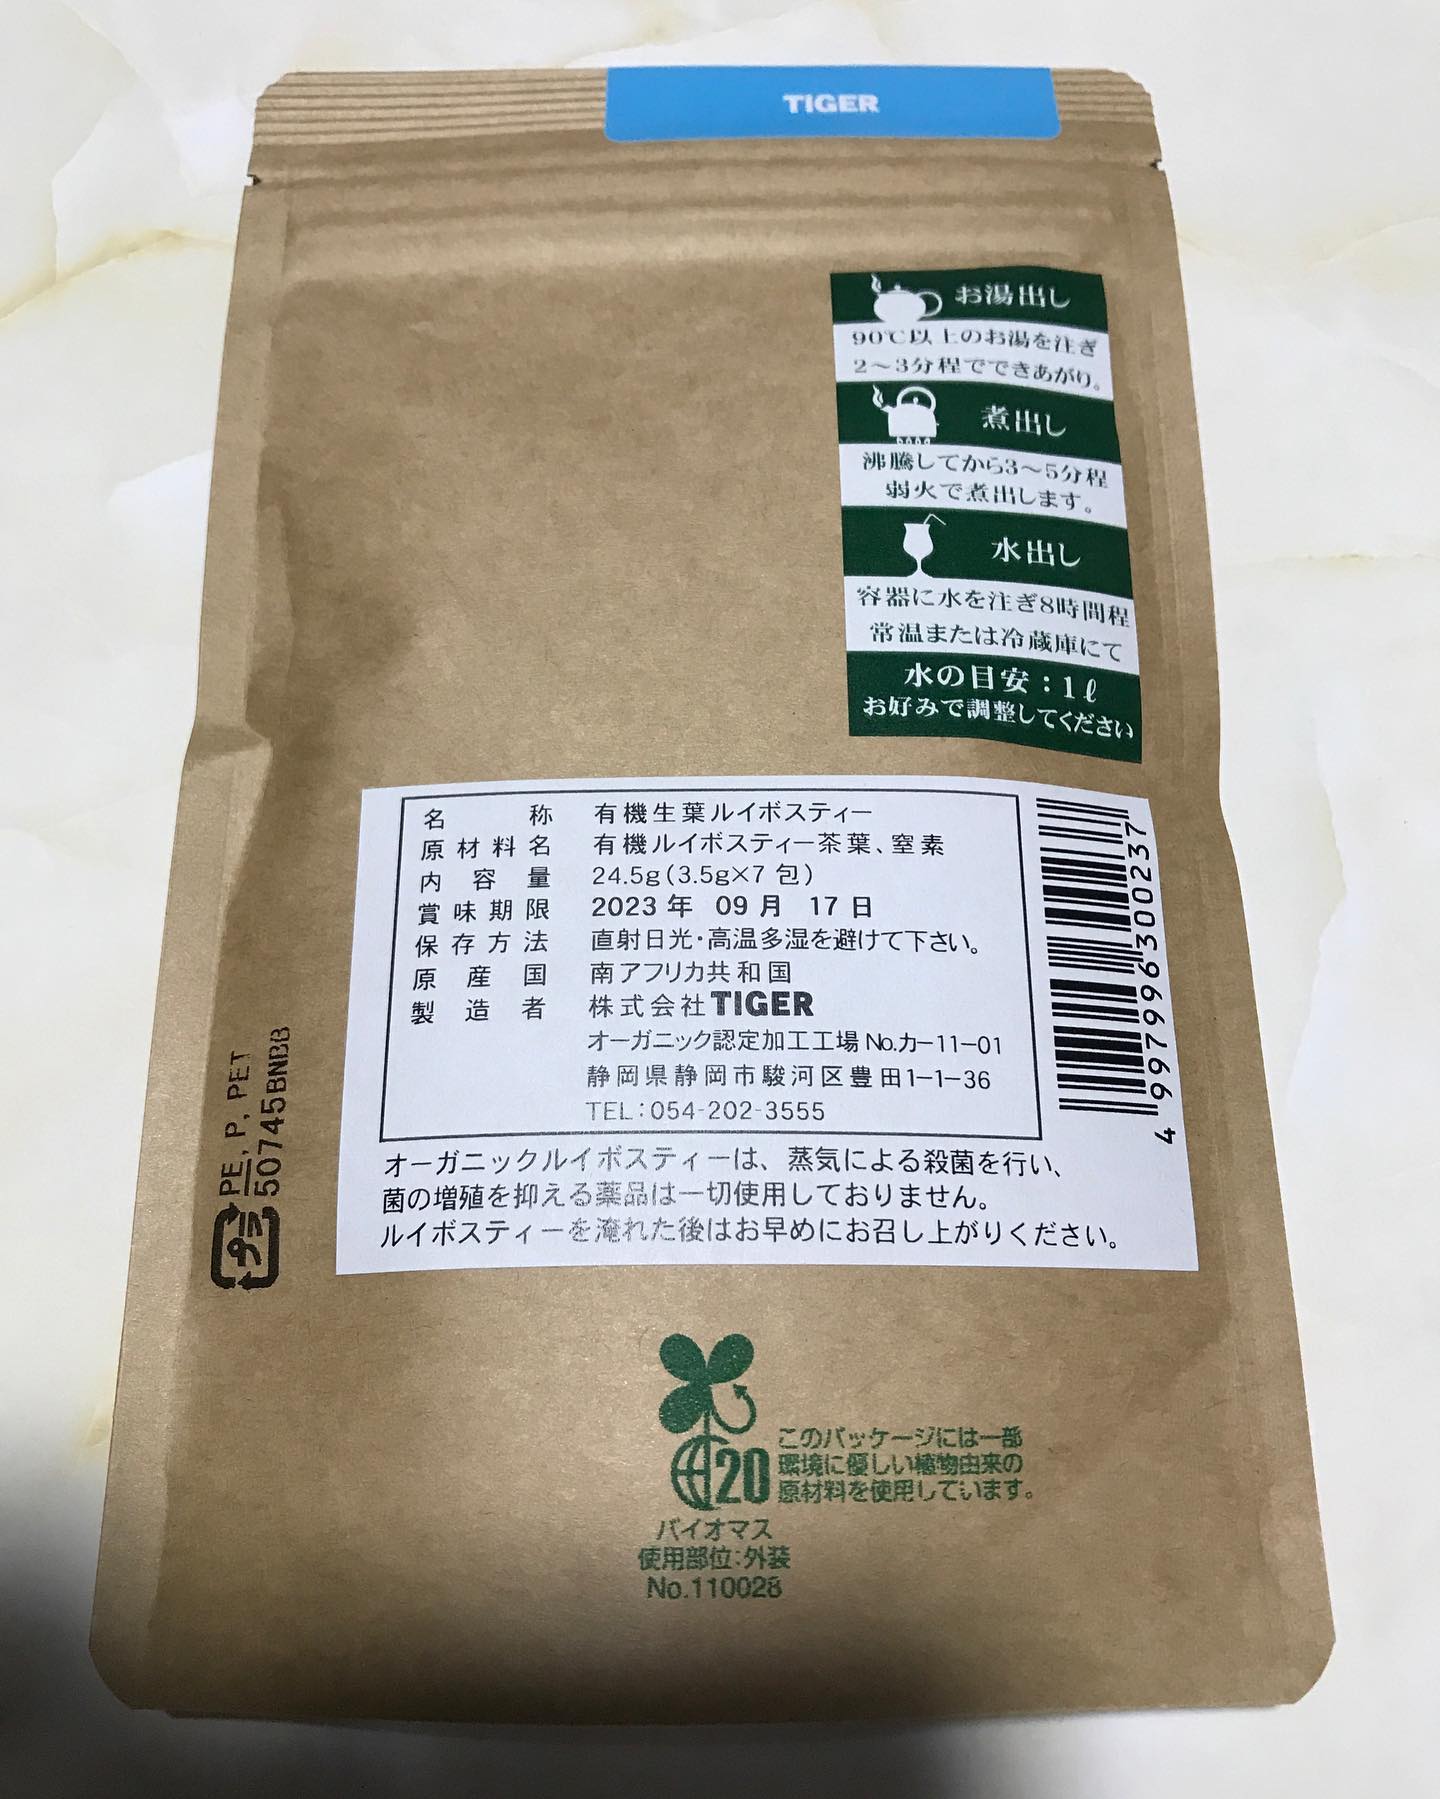 TIGER
お湯出し
90℃以上のお湯を注ぎ
2〜3分程でできあがり。
煮出し
沸騰してから3〜5分程
弱火で煮出します。
水出し
容器に水を注ぎ8時間程
常温または冷蔵庫にて
水の目安：1ℓ
お好みで調整してください
名称 有機生葉ルイボスティー
原材料名 有機ルイボスティー茶葉、窒素
内容量 24.5g(3.5g×7 包)
賞味期限 2023年 09月 17日
保存方法 直射日光・高温多湿を避けて下さい。
原産国 南アフリカ共和国
製造者 株式会社TIGER
オーガニック認定加工工場 No.カー11-01
静岡県静岡市駿河区豊田1-1-36
TEL:054-202-3555
4997996300237
オーガニックルイボスティーは、蒸気による殺菌を行い、
菌の増殖を抑える薬品は一切使用しておりません。
ルイボスティーを淹れた後はお早めにお召し上がりください。
プラ
PE, P, PET
50745BNBB
20
このパッケージには一部
環境に優しい植物由来の
原材料を使用しています。
バイオマス
使用部位:外装
No.110028